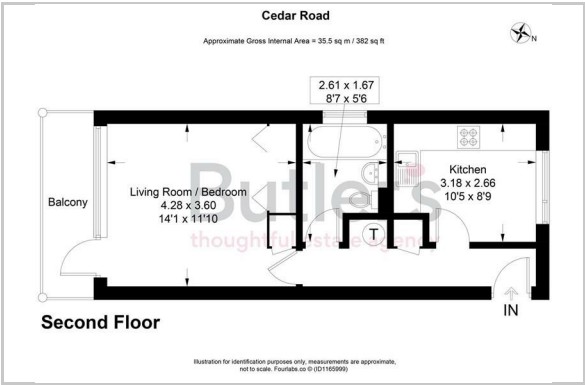 Cedar Road
Approximate Gross Internal Area = 35.5 sq m / 382 sq ft
N
2.61 x 1.67
8'7 x 5'6
Kitchen
3.18 x 2.66
10'5 x 8'9
Balcony
Living Room / Bedroom
4.28 x 3.60
14'1 x 11'10
Butler's
thoughtful estate agency
T
IN
Second Floor
Illustration for identification purposes only, measurements are approximate,
not to scale. Fourlabs.co © (ID1165999)